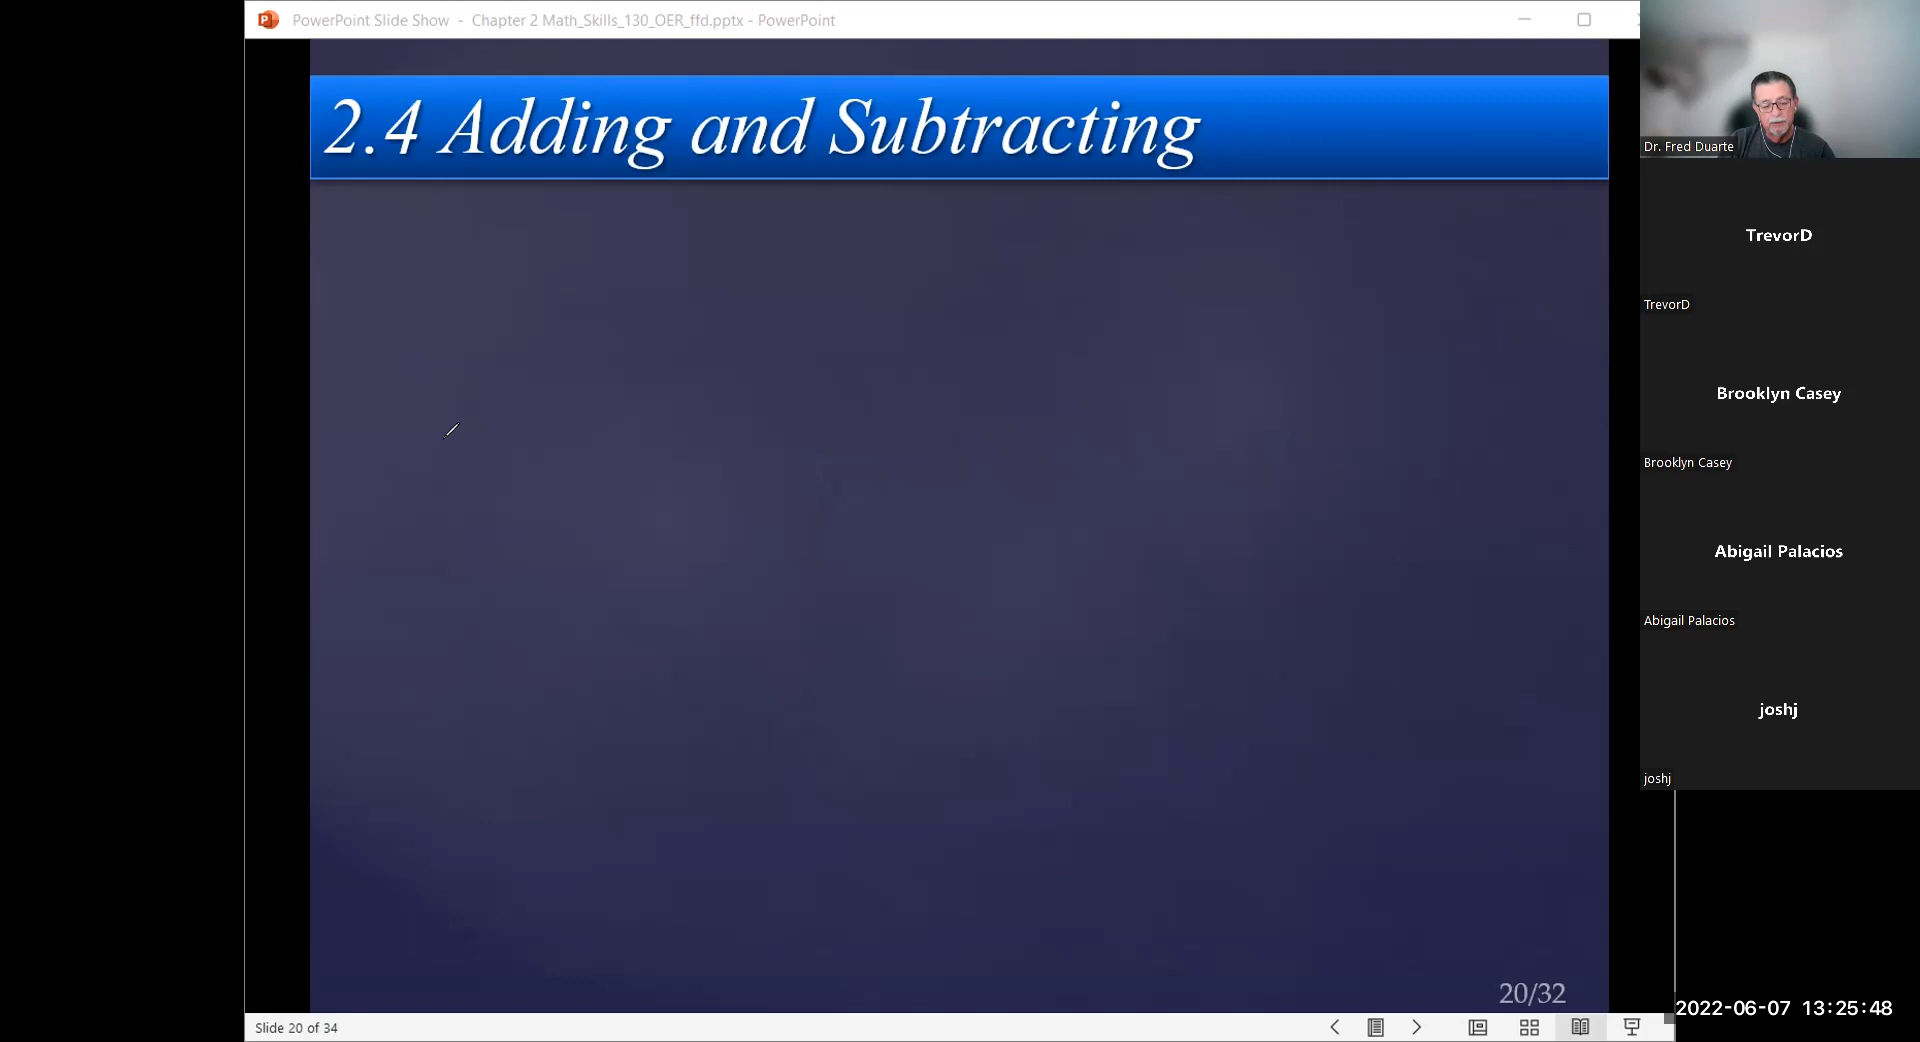 PowerPoint Slide Show - Chapter 2 Math_Skills_130_OER_ffd.pptx - PowerPoint
2.4 Adding and Subtracting
20/32
Slide 20 of 34
Dr. Fred Duarte
TrevorD
TrevorD
Brooklyn Casey
Brooklyn Casey
Abigail Palacios
Abigail Palacios
joshj
joshj
2022-06-07 13:25:48